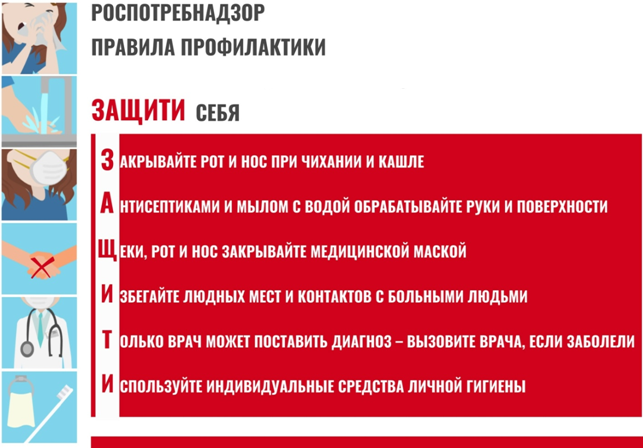 РОСПОТРЕБНАДЗОР
ПРАВИЛА ПРОФИЛАКТИКИ
ЗАЩИТИ СЕБЯ
ЗАКРЫВАЙТЕ РОТ И НОС ПРИ ЧИХАНИИ И КАШЛЕ
АНТИСЕПТИКАМИ И МЫЛОМ С ВОДОЙ ОБРАБАТЫВАЙТЕ РУКИ И ПОВЕРХНОСТИ
ЩЕКИ, РОТ И НОС ЗАКРЫВАЙТЕ МЕДИЦИНСКОЙ МАСКОЙ
ИЗБЕГАЙТЕ ЛЮДНЫХ МЕСТ И КОНТАКТОВ С БОЛЬНЫМИ ЛЮДЬМИ
ТОЛЬКО ВРАЧ МОЖЕТ ПОСТАВИТЬ ДИАГНОЗ – ВЫЗОВИТЕ ВРАЧА, ЕСЛИ ЗАБОЛЕЛИ
ИСПОЛЬЗУЙТЕ ИНДИВИДУАЛЬНЫЕ СРЕДСТВА ЛИЧНОЙ ГИГИЕНЫ